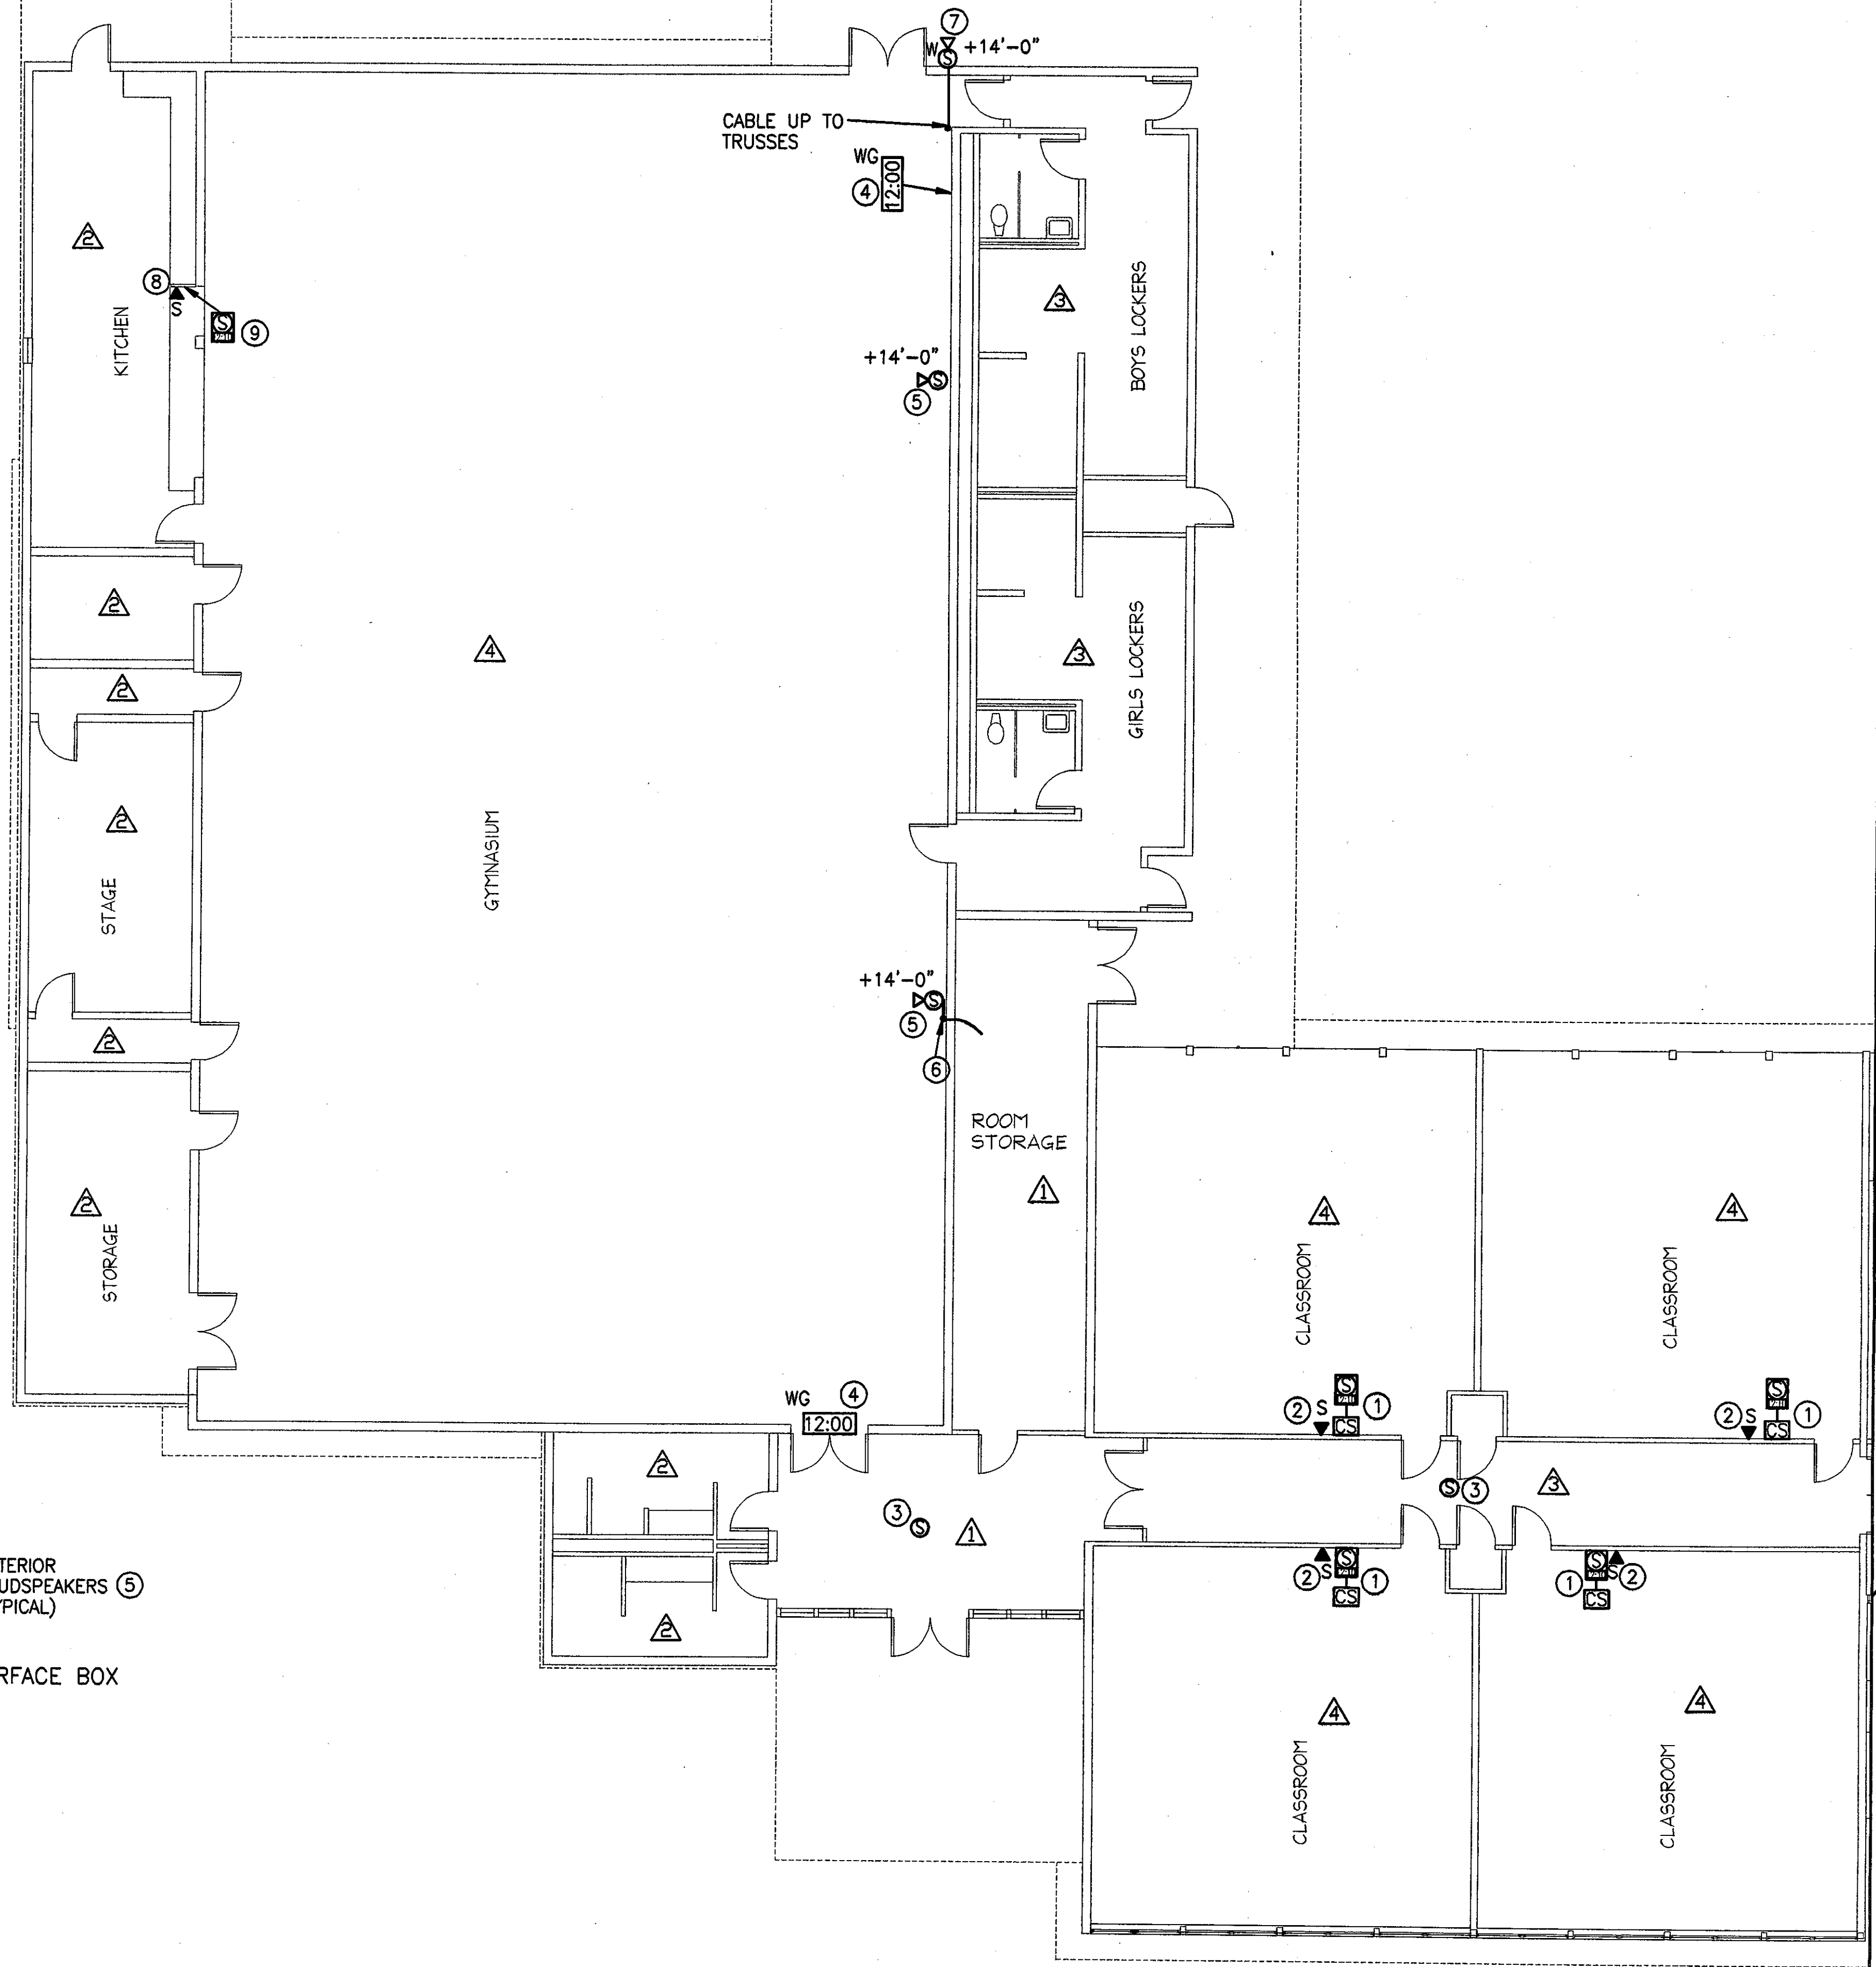 7
W
+14'-0"
S
CABLE UP TO
TRUSSES
WG
4
12:00
2
8
S
S
9
KITCHEN
3
BOYS LOCKERS
+14'-0"
S
5
2
4
3
GIRLS LOCKERS
2
2
STAGE
GYMNASIUM
+14'-0"
S
5
6
2
ROOM
STORAGE
1
2
STORAGE
4
CLASSROOM
4
CLASSROOM
WG
4
12:00
2
S
S
1
CS
2
S
S
1
CS
2
3
S
1
S
3
3
2
S
S
1
CS
1
S
S
2
CS
2
TERIOR
UDSPEAKERS 5
YPICAL)
RFACE BOX
4
CLASSROOM
4
CLASSROOM